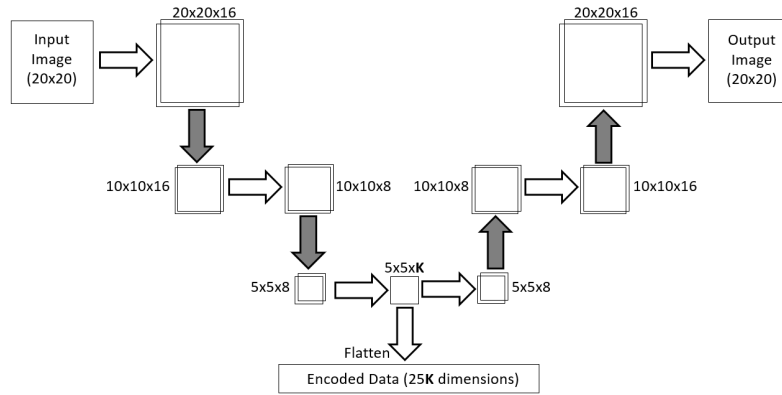 20x20x16
20x20x16
Input
Image
(20x20)
Output
Image
(20x20)
10x10x16
10x10x8
10x10x8
10x10x16
5x5xK
5x5x8
5x5x8
Flatten
Encoded Data (25K dimensions)